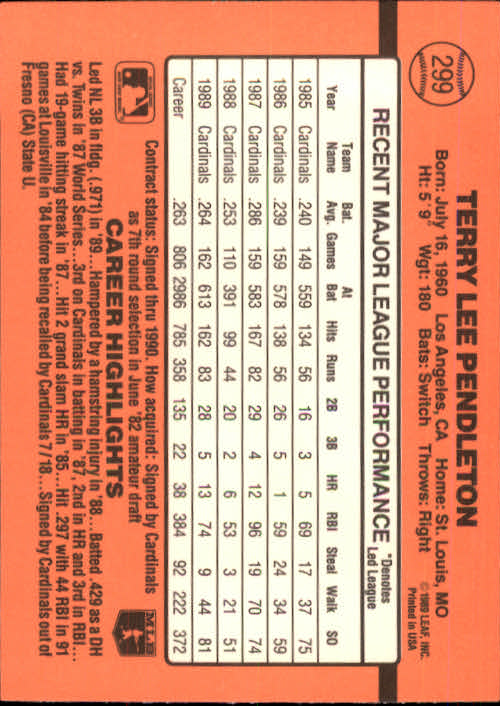 299
TERRY LEE PENDLETON
Born: July 16, 1960 Los Angeles, CA Home: St. Louis, MO
Ht: 5' 9" Wgt: 180 Bats: Switch Throws: Right
© 1989 LEAF, INC.
Printed in USA
RECENT MAJOR LEAGUE PERFORMANCE
*Denotes
Led League
Year Team Name Bat. Avg. Games At Bat Hits Runs 2B 3B HR RBI Steal Walk SO
1985 Cardinals .240 149 559 134 56 16 3 5 69 17 37 75
1986 Cardinals .239 159 578 138 56 26 5 1 59 24 34 59
1987 Cardinals .286 159 583 167 82 29 4 12 96 19 70 74
1988 Cardinals .253 110 391 99 44 20 2 6 53 3 21 51
1989 Cardinals .264 162 613 162 83 28 5 13 74 9 44 81
Career .263 806 2986 785 358 135 22 38 384 92 222 372
Contract status: Signed thru 1990. How acquired: Signed by Cardinals
as 7th round selection in June '82 amateur draft
MLB
CAREER HIGHLIGHTS
Led NL 3B in fldg. (.971) in '89...Hampered by a hamstring injury in '88...Batted .429 as a DH
vs. Twins in '87 World Series...3rd on Cardinals in batting in '87, 2nd in HR and 3rd in RBI...
Had 19-game hitting streak in '87...Hit 2 grand slam HR in '85...Hit .297 with 44 RBI in 91
games at Louisville in '84 before being recalled by Cardinals 7/18...Signed by Cardinals out of
Fresno (CA) State U.